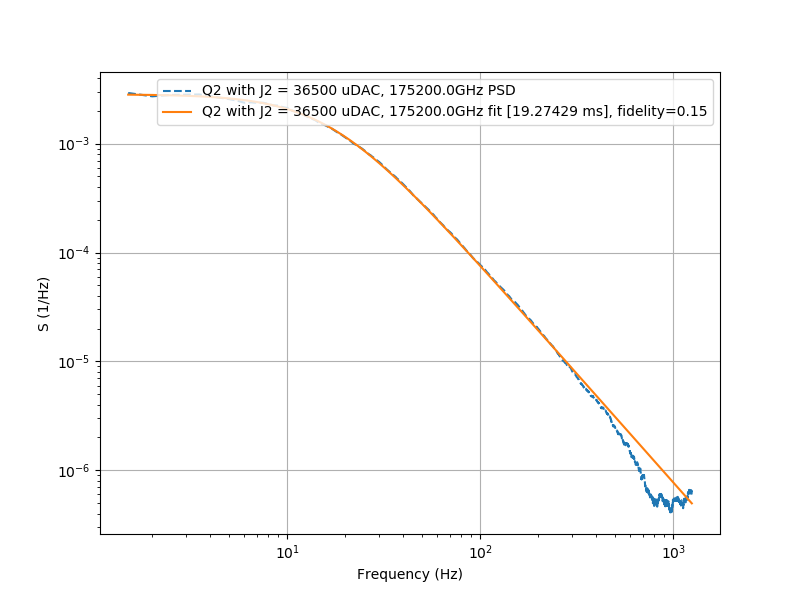 Q2 with J2 = 36500 uDAC, 175200.0GHz PSD
Q2 with J2 = 36500 uDAC, 175200.0GHz fit [19.27429 ms], fidelity=0.15
10⁻³
10⁻⁴
10⁻⁵
10⁻⁶
S (1/Hz)
10¹ 10² 10³
Frequency (Hz)